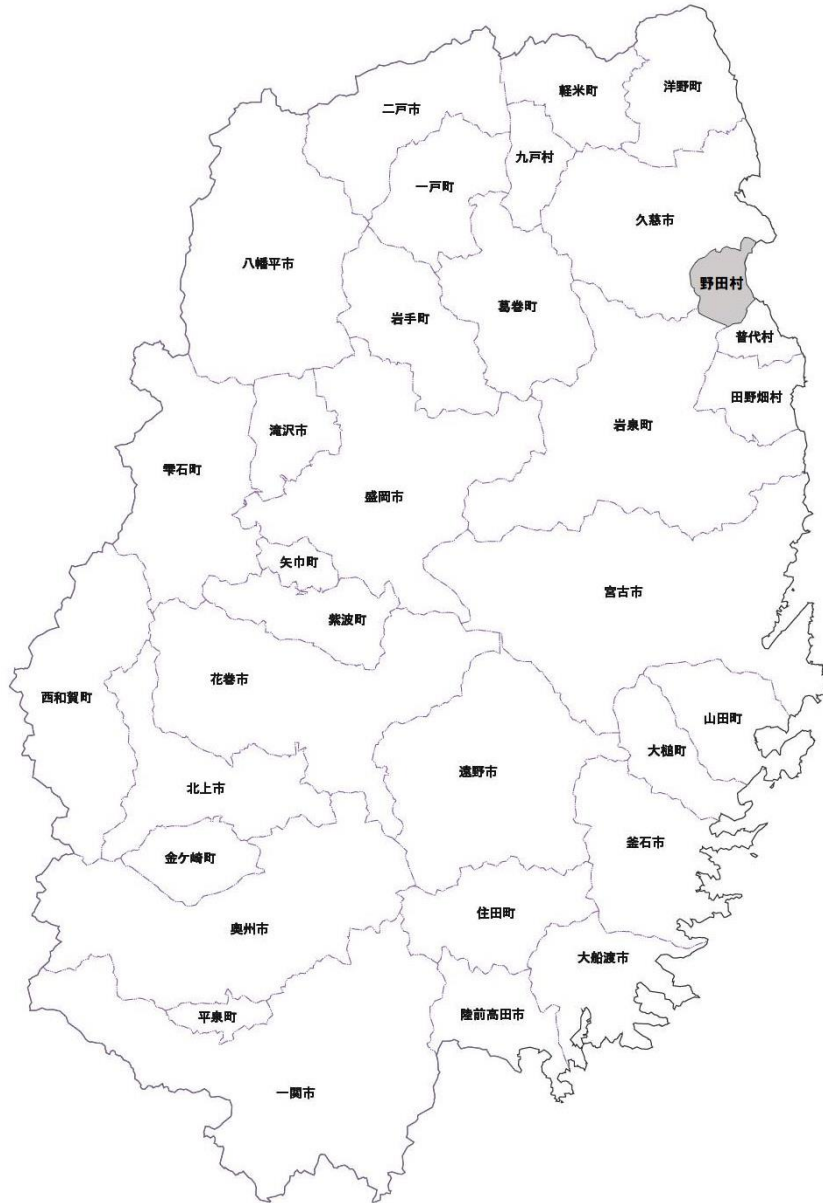 軽米町
洋野町
二戸市
九戸村
一戸町
久慈市
八幡平市
野田村
葛巻町
岩手町
普代村
田野畑村
岩泉町
滝沢市
雫石町
盛岡市
矢巾町
宮古市
紫波町
花巻市
西和賀町
山田町
大槌町
遠野市
北上市
釜石市
金ケ崎町
住田町
奥州市
大船渡市
平泉町
陸前高田市
一関市